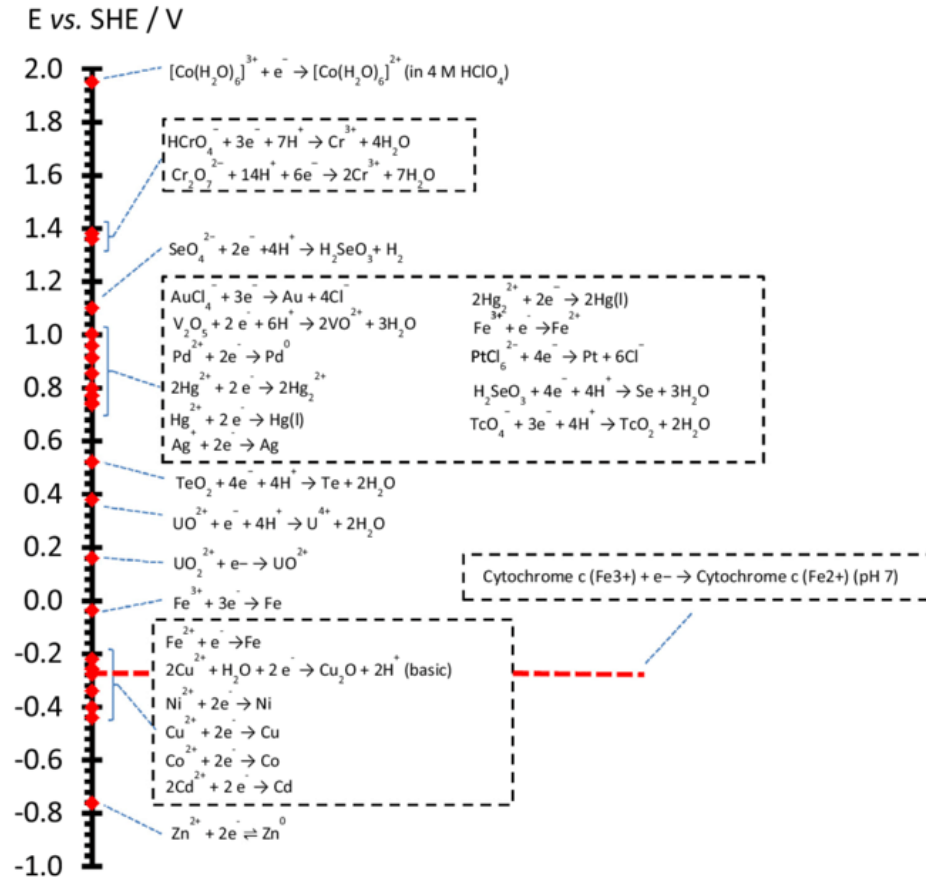 E vs. SHE / V
2.0
1.8
1.6
1.4
1.2
1.0
0.8
0.6
0.4
0.2
0.0
-0.2
-0.4
-0.6
-0.8
-1.0
[Co(H₂O)₆]³⁺ + e⁻ → [Co(H₂O)₆]²⁺ (in 4 M HClO₄)
HCrO₄⁻ + 3e⁻ + 7H⁺ → Cr³⁺ + 4H₂O
Cr₂O₇²⁻ + 14H⁺ + 6e⁻ → 2Cr³⁺ + 7H₂O
SeO₄²⁻ + 2e⁻ +4H⁺ → H₂SeO₃ + H₂
AuCl₄⁻ + 3e⁻ → Au + 4Cl⁻
V₂O₅ + 2 e⁻ + 6H⁺ → 2VO²⁺ + 3H₂O
Pd²⁺ + 2e⁻ → Pd⁰
2Hg²⁺ + 2 e⁻ → 2Hg₂²⁺
Hg²⁺ + 2 e⁻ → Hg(l)
Ag⁺ + 2e⁻ → Ag
2Hg₂²⁺ + 2e⁻ → 2Hg(l)
Fe³⁺ + e⁻ → Fe²⁺
PtCl₆²⁻ + 4e⁻ → Pt + 6Cl⁻
H₂SeO₃ + 4e⁻ + 4H⁺ → Se + 3H₂O
TcO₄⁻ + 3e⁻ + 4H⁺ → TcO₂ + 2H₂O
TeO₂ + 4e⁻ + 4H⁺ → Te + 2H₂O
UO²⁺ + e⁻ + 4H⁺ → U⁴⁺ + 2H₂O
UO₂²⁺ + e− → UO²⁺
Cytochrome c (Fe3+) + e− → Cytochrome c (Fe2+) (pH 7)
Fe³⁺ + 3e⁻ → Fe
Fe²⁺ + e⁻ → Fe
2Cu²⁺ + H₂O + 2 e⁻ → Cu₂O + 2H⁺ (basic)
Ni²⁺ + 2e⁻ → Ni
Cu²⁺ + 2e⁻ → Cu
Co²⁺ + 2e⁻ → Co
2Cd²⁺ + 2 e⁻ → Cd
Zn²⁺ + 2e⁻ ⇌ Zn⁰